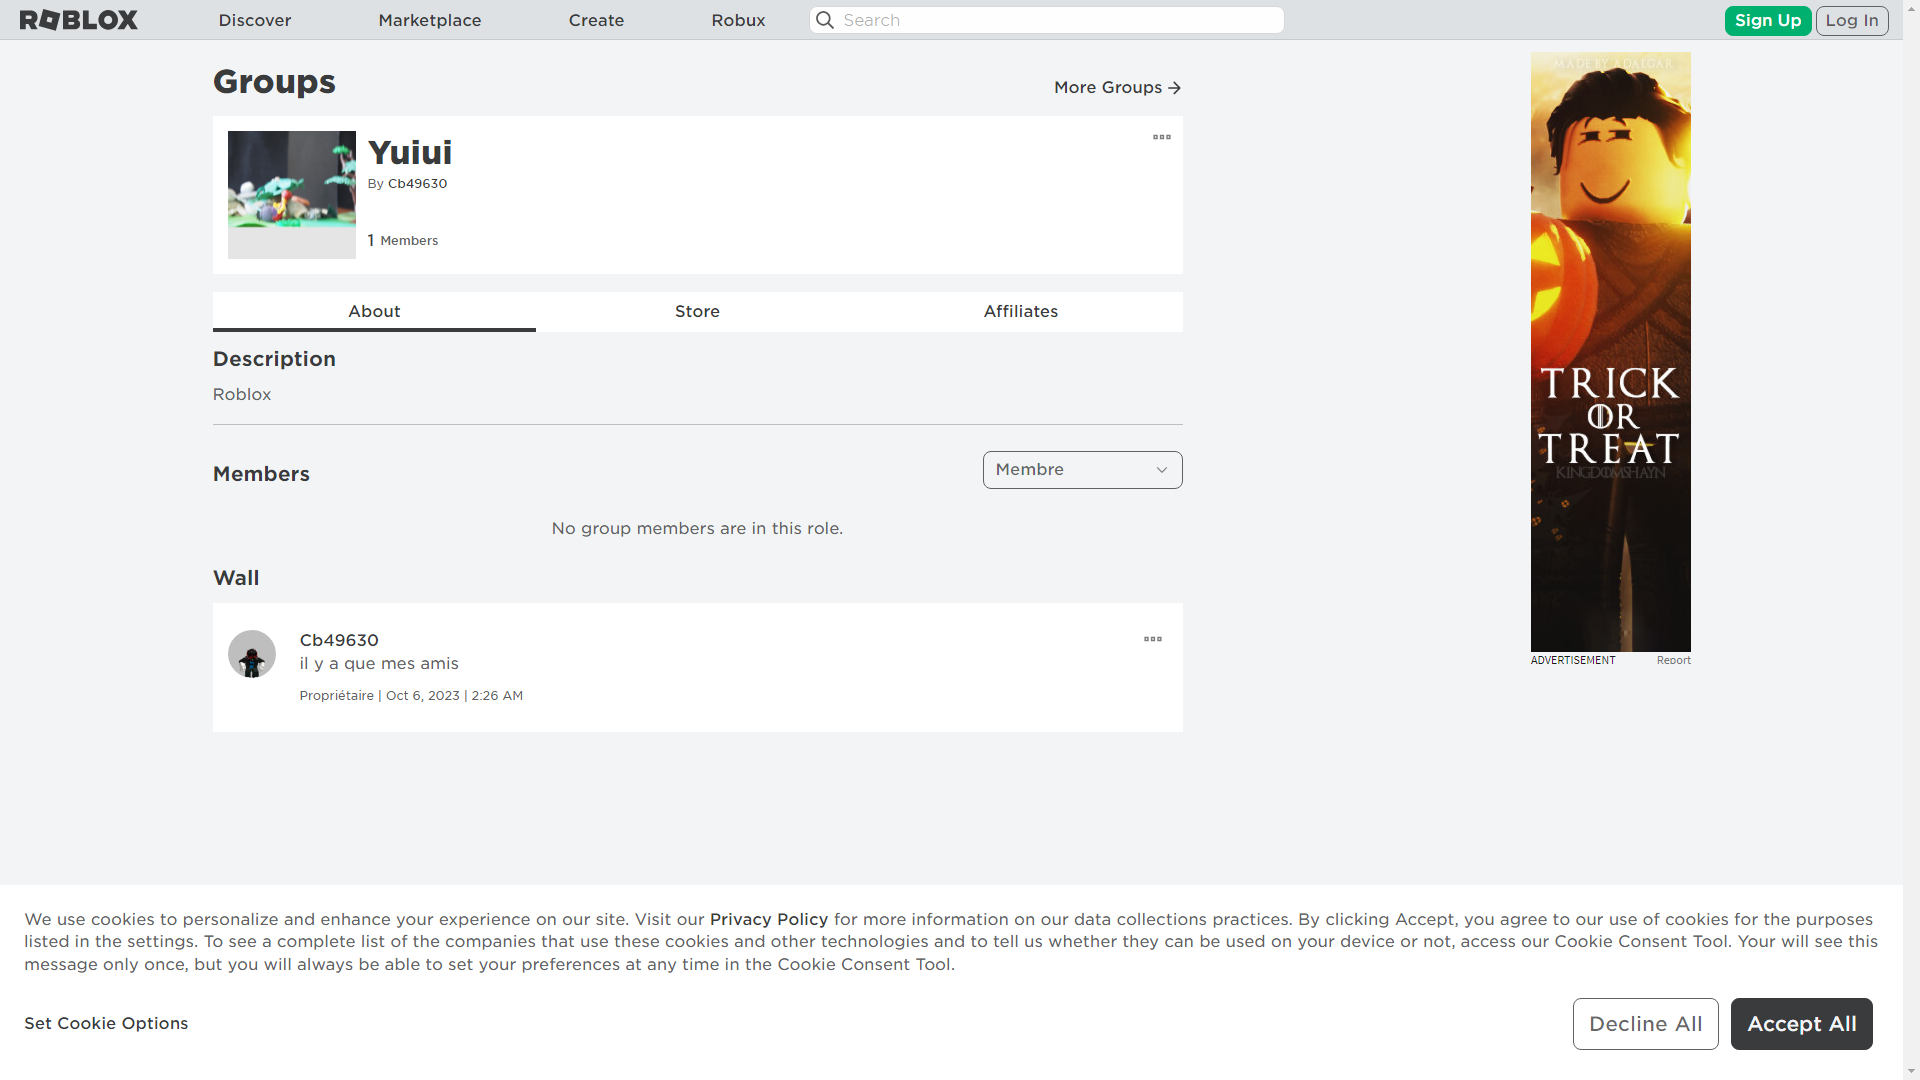 ROBLOX
Discover
Marketplace
Create
Robux
Search
Sign Up
Log In
Groups
More Groups
Yuiui
By Cb49630
1 Members
About
Store
Affiliates
Description
Roblox
Members
Membre
No group members are in this role.
Wall
Cb49630
il y a que mes amis
Propriétaire | Oct 6, 2023 | 2:26 AM
MADE BY ADALGAR
TRICK
OR
TREAT
KINGDOMSHAYN
ADVERTISEMENT
Report
We use cookies to personalize and enhance your experience on our site. Visit our Privacy Policy for more information on our data collections practices. By clicking Accept, you agree to our use of cookies for the purposes
listed in the settings. To see a complete list of the companies that use these cookies and other technologies and to tell us whether they can be used on your device or not, access our Cookie Consent Tool. Your will see this
message only once, but you will always be able to set your preferences at any time in the Cookie Consent Tool.
Set Cookie Options
Decline All
Accept All